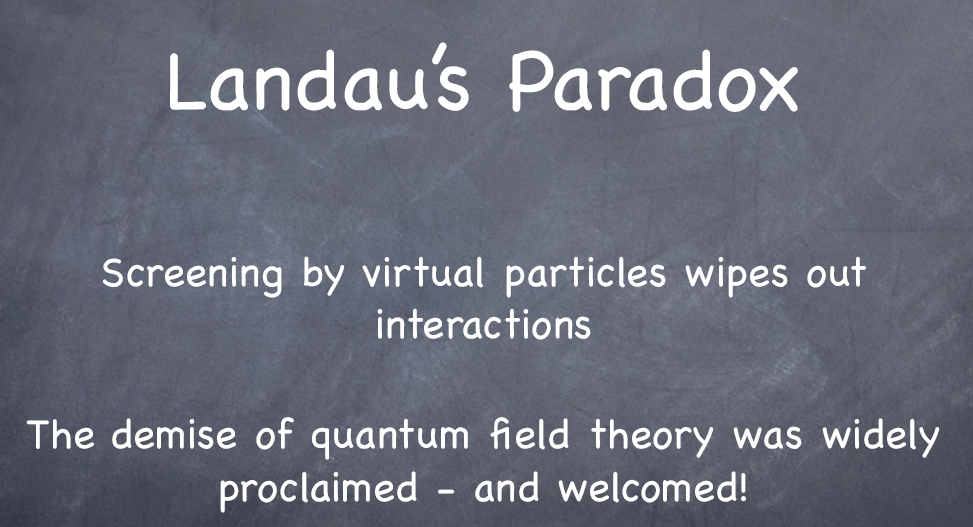 Landau's Paradox
Screening by virtual particles wipes out
interactions
The demise of quantum field theory was widely
proclaimed - and welcomed!